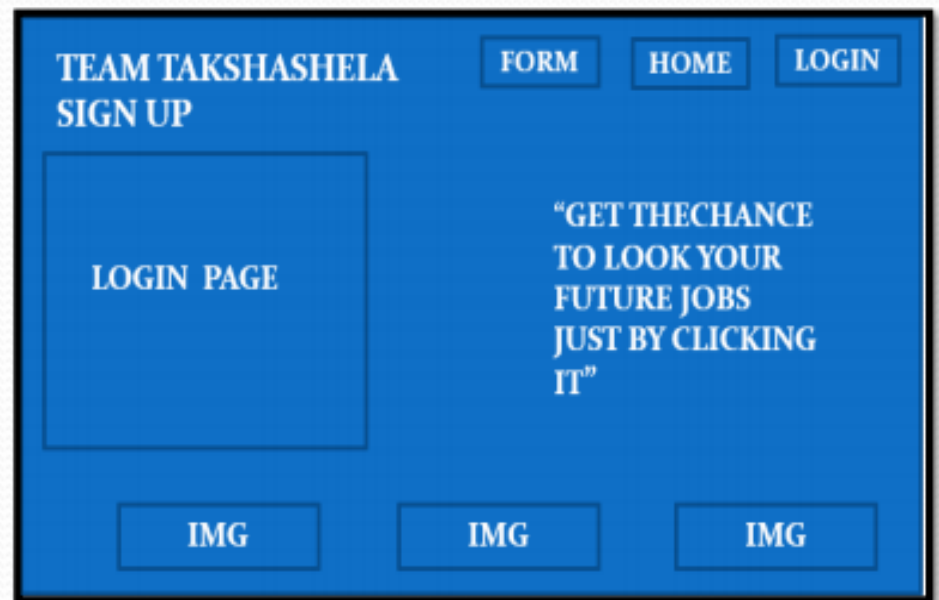 TEAM TAKSHASHELA
SIGN UP
FORM
HOME
LOGIN
LOGIN PAGE
“GET THECHANCE
TO LOOK YOUR
FUTURE JOBS
JUST BY CLICKING
IT”
IMG
IMG
IMG